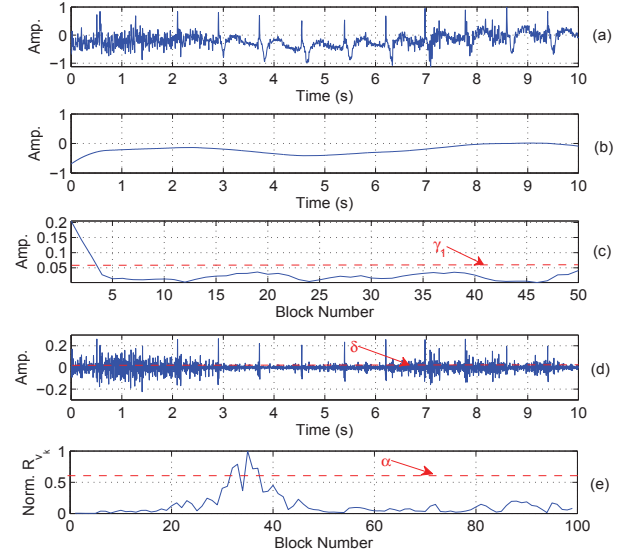 1
0
−1
Amp.
0 1 2 3 4 5 6 7 8 9 10
Time (s)
(a)
1
0
−1
Amp.
0 1 2 3 4 5 6 7 8 9 10
Time (s)
(b)
0.2
0.15
0.1
0.05
Amp.
γ1
5 10 15 20 25 30 35 40 45 50
Block Number
(c)
0.2
0
−0.2
Amp.
δ
0 1 2 3 4 5 6 7 8 9 10
Time (s)
(d)
1
0.5
0
Norm. Rvk
α
0 20 40 60 80 100
Block Number
(e)